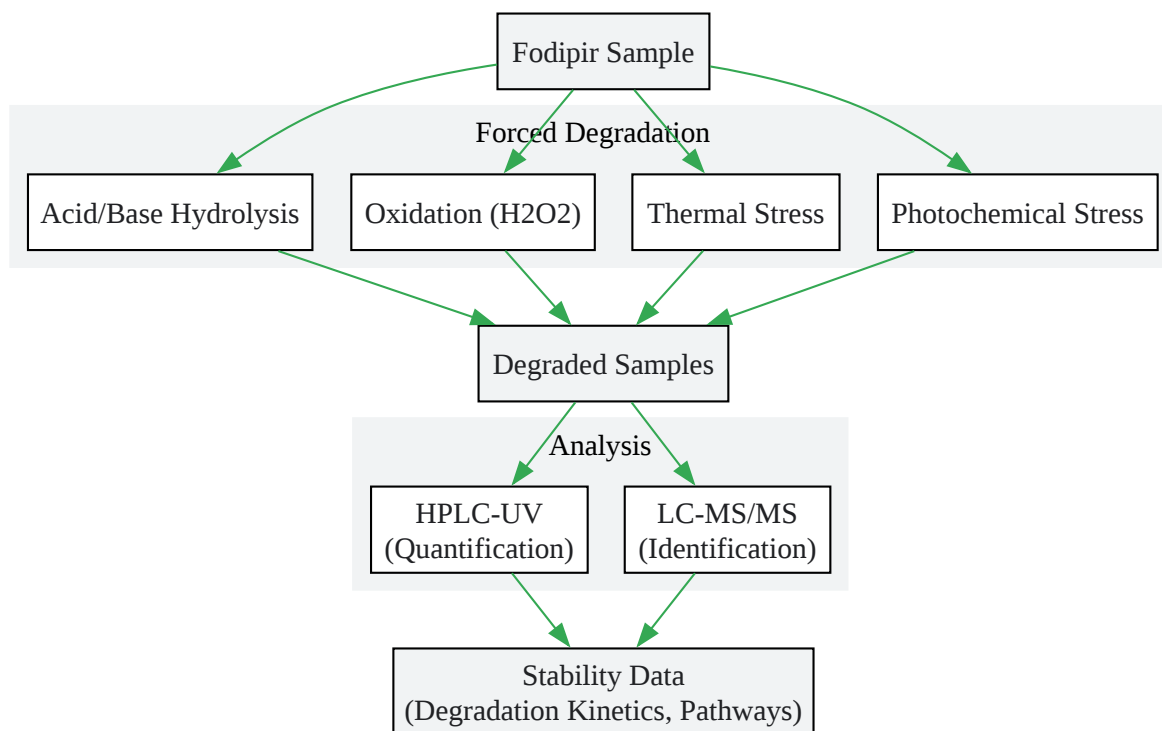 Fodipir Sample
Forced Degradation
Acid/Base Hydrolysis
Oxidation (H2O2)
Thermal Stress
Photochemical Stress
Degraded Samples
Analysis
HPLC-UV
(Quantification)
LC-MS/MS
(Identification)
Stability Data
(Degradation Kinetics, Pathways)